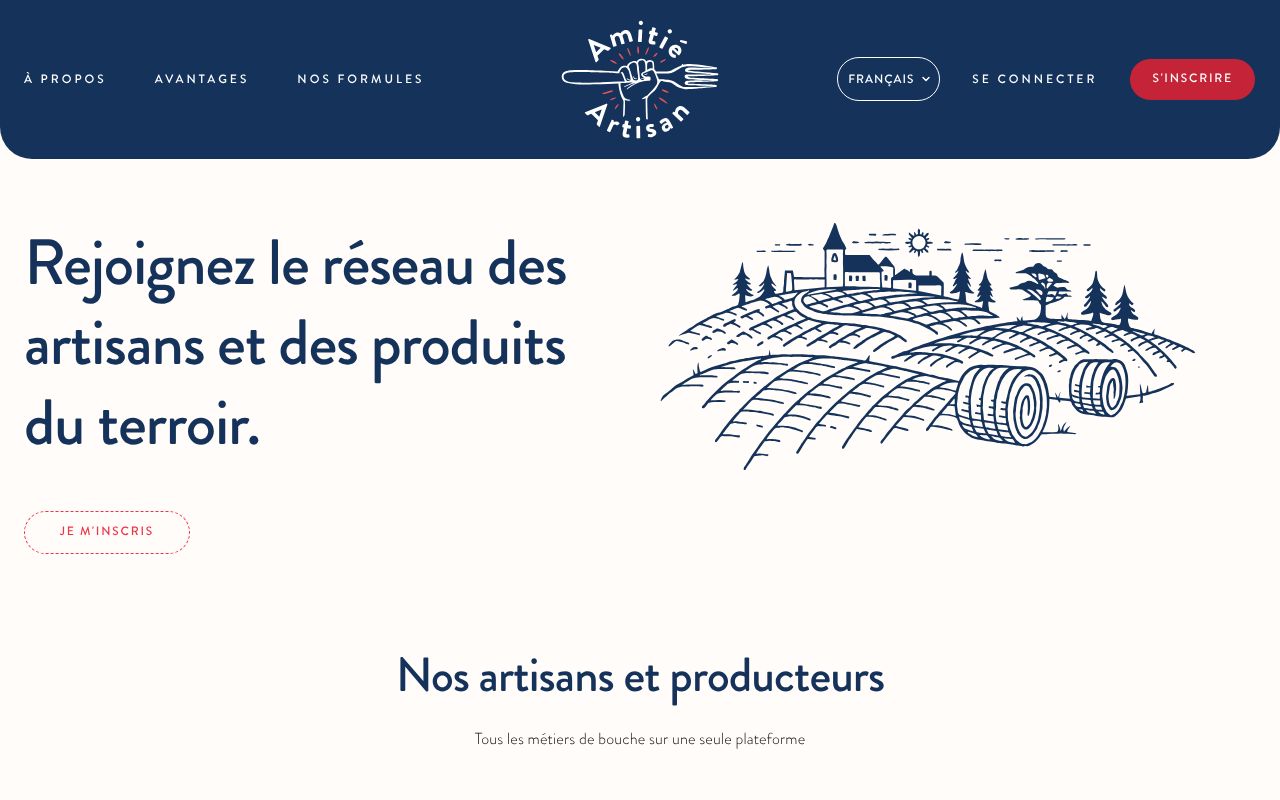 À PROPOS
AVANTAGES
NOS FORMULES
Amitié
Artisan
FRANÇAIS
SE CONNECTER
S'INSCRIRE
Rejoignez le réseau des
artisans et des produits
du terroir.
JE M'INSCRIS
Nos artisans et producteurs
Tous les métiers de bouche sur une seule plateforme